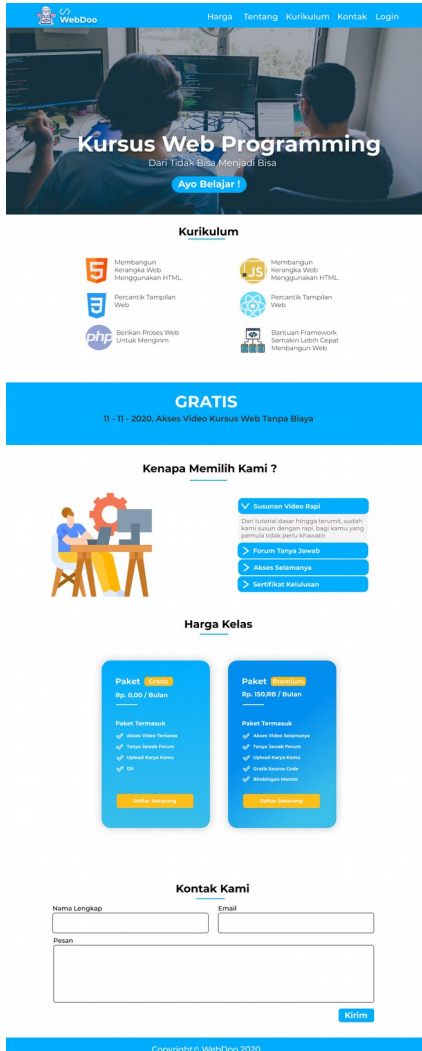 </>
WebDoo
Harga Tentang Kurikulum Kontak Login
Kursus Web Programming
Dari Tidak Bisa Menjadi Bisa
Ayo Belajar !
Kurikulum
5
Membangun
Kerangka Web
Menggunakan HTML.
JS
Membangun
Kerangka Web
Menggunakan HTML.
3
Percantik Tampilan
Web
Percantik Tampilan
Web
php
Berikan Proses Web
Untuk Mengirim
Bantuan Framework
Semakin Lebih Cepat
Menbangun Web
GRATIS
11 - 11 - 2020, Akses Video Kursus Web Tanpa Biaya
Kenapa Memilih Kami ?
Susunan Video Rapi
Dari tutorial dasar hingga terumit, sudah
kami susun dengan rapi. bagi kamu yang
pemula tidak perlu khawatir.
Forum Tanya Jawab
Akses Selamanya
Sertifikat Kelulusan
Harga Kelas
Paket Gratis
Rp. 0,00 / Bulan
Paket Termasuk
Akses Video Terbatas
Tanya Jawab Forum
Upload Karya Kamu
Dll
Daftar Sekarang
Paket Premium
Rp. 150,RB / Bulan
Paket Termasuk
Akses Video Selamanya
Tanya Jawab Forum
Upload Karya Kamu
Gratis Source Code
Bimbingan Mentor
Daftar Sekarang
Kontak Kami
Nama Lengkap
Email
Pesan
Kirim
Copyright © WebDoo 2020